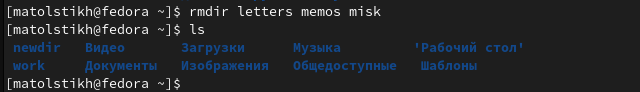 [matolstikh@fedora ~]$ rmdir letters memos misk
[matolstikh@fedora ~]$ ls
newdir Видео Загрузки Музыка 'Рабочий стол'
work Документы Изображения Общедоступные Шаблоны
[matolstikh@fedora ~]$